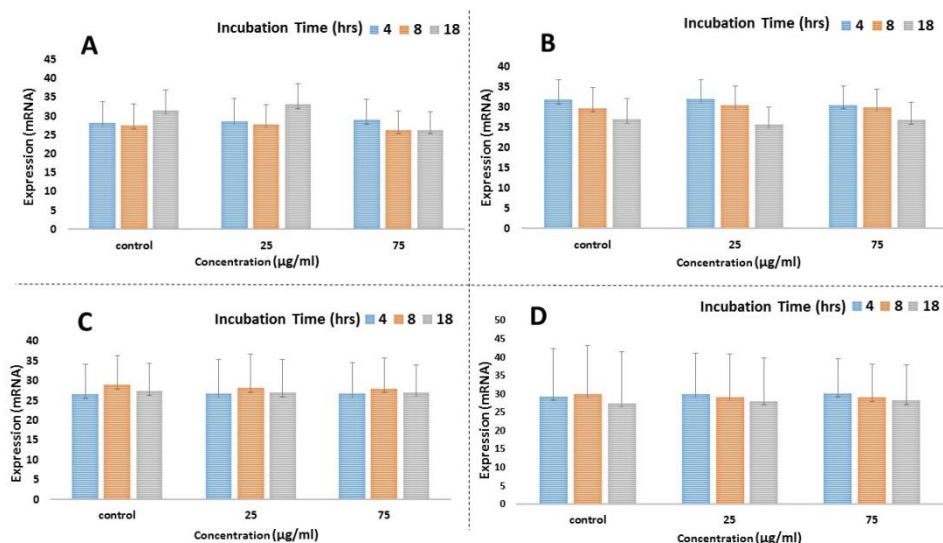 A
Incubation Time (hrs) 4 8 18
Expression (mRNA)
45
40
35
30
25
20
15
10
5
0
control 25 75
Concentration (µg/ml)
B
Incubation Time (hrs) 4 8 18
Expression (mRNA)
40
35
30
25
20
15
10
5
0
control 25 75
Concentration (µg/ml)
C
Incubation Time (hrs) 4 8 18
Expression (mRNA)
40
35
30
25
20
15
10
5
0
control 25 75
Concentration (µg/ml)
D
Incubation Time (hrs) 4 8 18
Expression (mRNA)
50
45
40
35
30
25
20
15
10
5
0
control 25 75
Concentration (µg/ml)